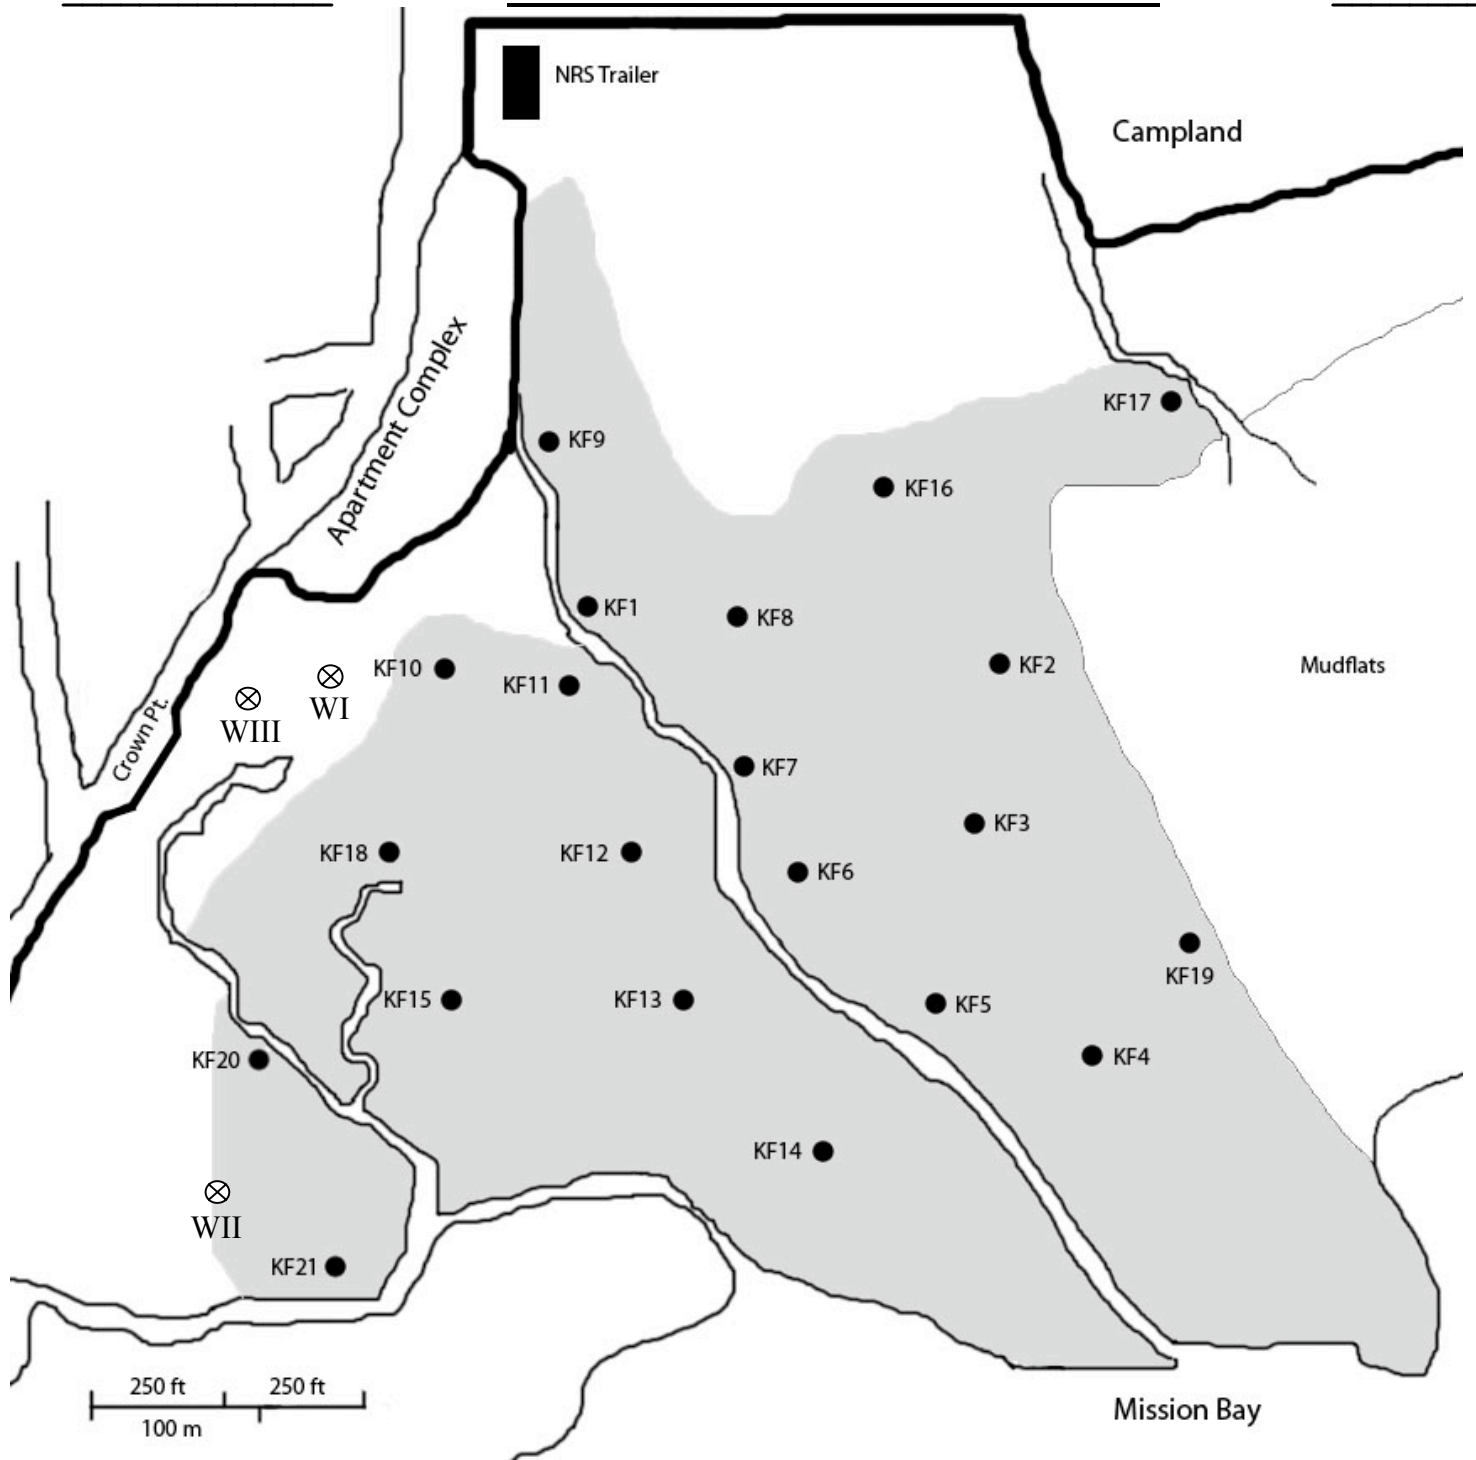 NRS Trailer
Campland
Apartment Complex
KF17
KF9
KF16
KF1
KF8
KF2
Mudflats
KF10
KF11
WI
WIII
Crown Pt.
KF7
KF3
KF18
KF12
KF6
KF19
KF15
KF13
KF5
KF20
KF4
KF14
WII
KF21
250 ft
250 ft
100 m
Mission Bay